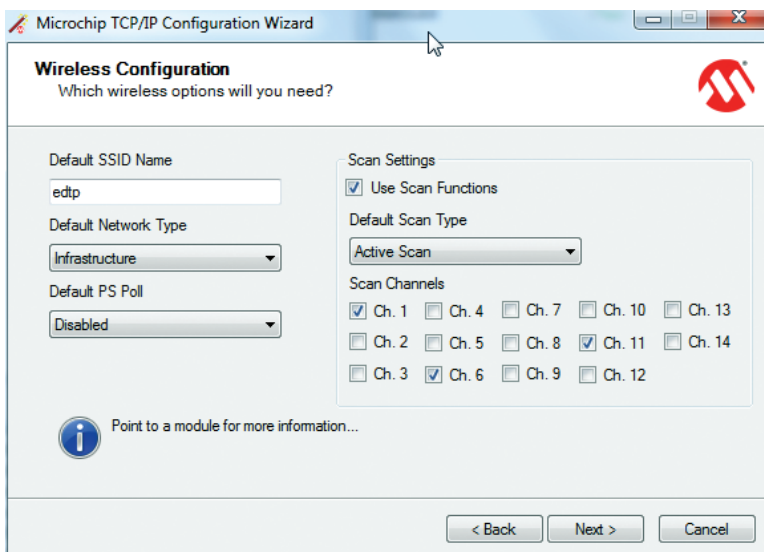 Microchip TCP/IP Configuration Wizard
Wireless Configuration
Which wireless options will you need?
Default SSID Name
edtp
Default Network Type
Infrastructure
Default PS Poll
Disabled
Scan Settings
Use Scan Functions
Default Scan Type
Active Scan
Scan Channels
Ch. 1 Ch. 4 Ch. 7 Ch. 10 Ch. 13
Ch. 2 Ch. 5 Ch. 8 Ch. 11 Ch. 14
Ch. 3 Ch. 6 Ch. 9 Ch. 12
Point to a module for more information...
< Back Next > Cancel